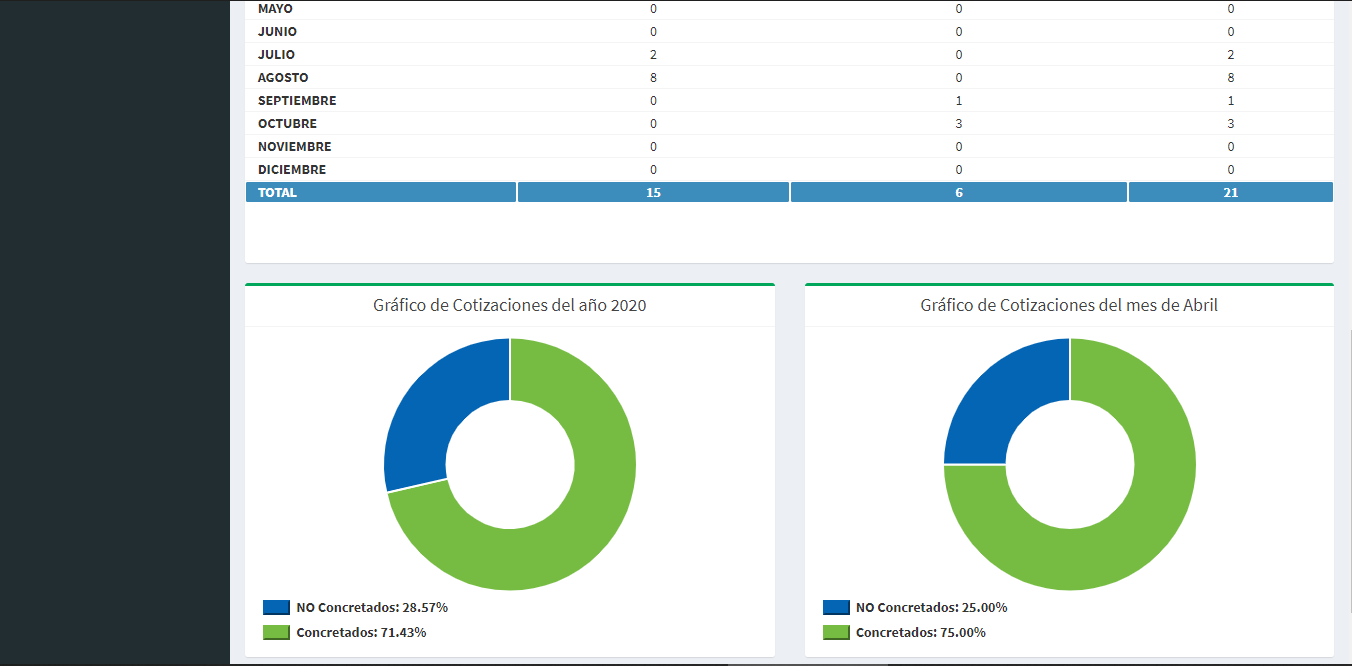 MAYO 0 0 0
JUNIO 0 0 0
JULIO 2 0 2
AGOSTO 8 0 8
SEPTIEMBRE 0 1 1
OCTUBRE 0 3 3
NOVIEMBRE 0 0 0
DICIEMBRE 0 0 0
TOTAL 15 6 21
Gráfico de Cotizaciones del año 2020
NO Concretados: 28.57%
Concretados: 71.43%
Gráfico de Cotizaciones del mes de Abril
NO Concretados: 25.00%
Concretados: 75.00%